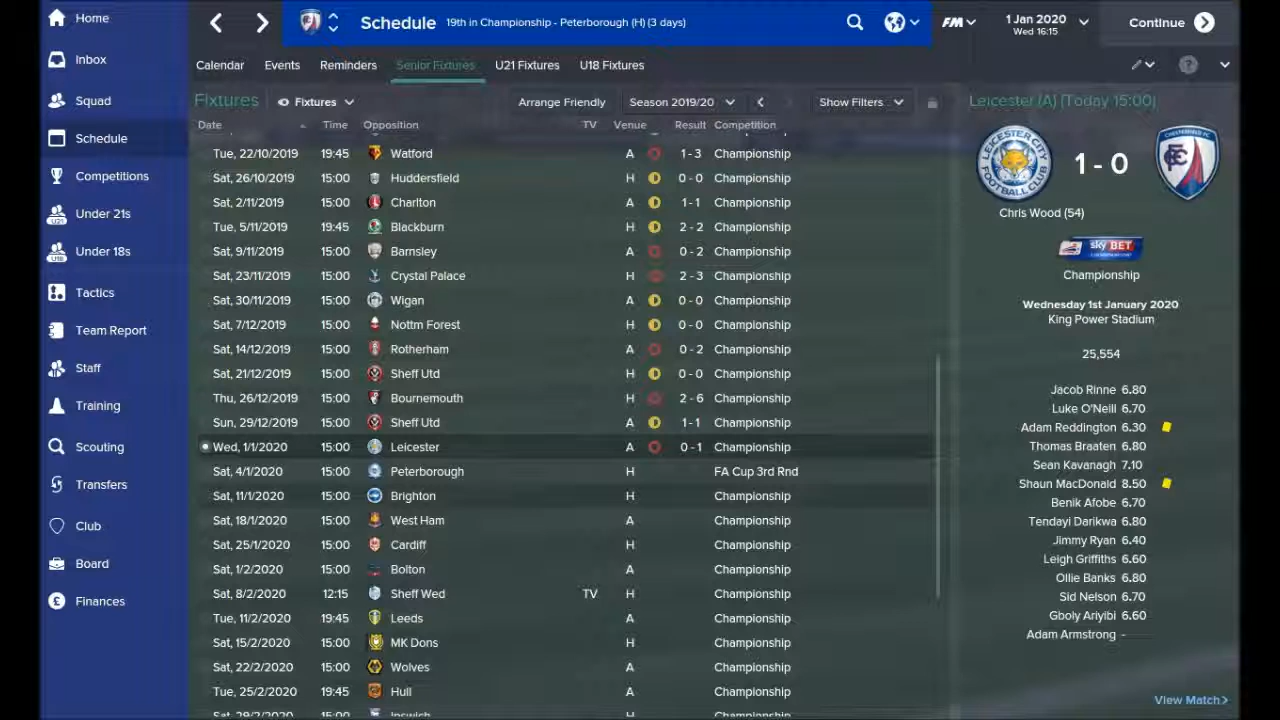 Home
Inbox
Squad
Schedule
Competitions
Under 21s
Under 18s
Tactics
Team Report
Staff
Training
Scouting
Transfers
Club
Board
Finances
Schedule 19th in Championship - Peterborough (H) (3 days)
FM
1 Jan 2020
Wed 16:15
Continue
Calendar Events Reminders Senior Fixtures U21 Fixtures U18 Fixtures
Fixtures Fixtures Arrange Friendly Season 2019/20 Show Filters
Date Time Opposition TV Venue Result Competition
Tue, 22/10/2019 19:45 Watford A 1-3 Championship
Sat, 26/10/2019 15:00 Huddersfield H 0-0 Championship
Sat, 2/11/2019 15:00 Charlton A 1-1 Championship
Tue, 5/11/2019 19:45 Blackburn H 2-2 Championship
Sat, 9/11/2019 15:00 Barnsley A 0-2 Championship
Sat, 23/11/2019 15:00 Crystal Palace H 2-3 Championship
Sat, 30/11/2019 15:00 Wigan A 0-0 Championship
Sat, 7/12/2019 15:00 Nottm Forest H 0-0 Championship
Sat, 14/12/2019 15:00 Rotherham A 0-2 Championship
Sat, 21/12/2019 15:00 Sheff Utd H 0-0 Championship
Thu, 26/12/2019 15:00 Bournemouth H 2-6 Championship
Sun, 29/12/2019 15:00 Sheff Utd A 1-1 Championship
Wed, 1/1/2020 15:00 Leicester A 0-1 Championship
Sat, 4/1/2020 15:00 Peterborough H FA Cup 3rd Rnd
Sat, 11/1/2020 15:00 Brighton H Championship
Sat, 18/1/2020 15:00 West Ham A Championship
Sat, 25/1/2020 15:00 Cardiff H Championship
Sat, 1/2/2020 15:00 Bolton A Championship
Sat, 8/2/2020 12:15 Sheff Wed TV H Championship
Tue, 11/2/2020 19:45 Leeds A Championship
Sat, 15/2/2020 15:00 MK Dons H Championship
Sat, 22/2/2020 15:00 Wolves A Championship
Tue, 25/2/2020 19:45 Hull A Championship
Sat, 29/2/2020 15:00 Ipswich H Championship
Leicester (A) (Today 15:00)
LEICESTER CITY
FOOTBALL CLUB
1 - 0
Chris Wood (54)
sky BET
Championship
Wednesday 1st January 2020
King Power Stadium
25,554
Jacob Rinne 6.80
Luke O'Neill 6.70
Adam Reddington 6.30
Thomas Braaten 6.80
Sean Kavanagh 7.10
Shaun MacDonald 8.50
Benik Afobe 6.70
Tendayi Darikwa 6.80
Jimmy Ryan 6.40
Leigh Griffiths 6.60
Ollie Banks 6.80
Sid Nelson 6.70
Gboly Ariyibi 6.60
Adam Armstrong -
View Match>